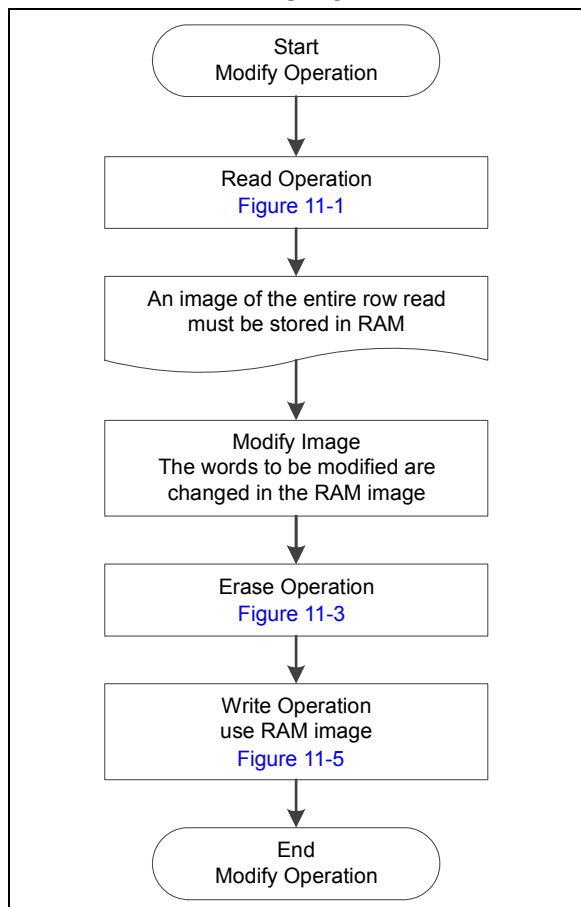 Start
Modify Operation
Read Operation
Figure 11-1
An image of the entire row read
must be stored in RAM
Modify Image
The words to be modified are
changed in the RAM image
Erase Operation
Figure 11-3
Write Operation
use RAM image
Figure 11-5
End
Modify Operation